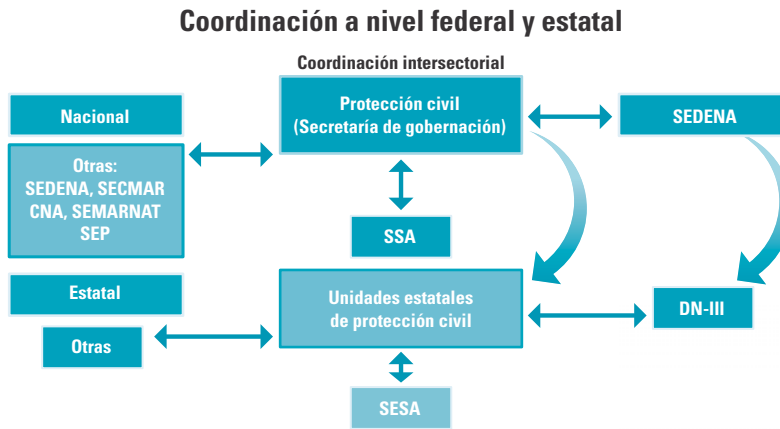 Coordinación a nivel federal y estatal
Coordinación intersectorial
Nacional
Protección civil
(Secretaría de gobernación)
SEDENA
Otras:
SEDENA, SECMAR
CNA, SEMARNAT
SEP
SSA
Estatal
Unidades estatales
de protección civil
DN-III
Otras
SESA